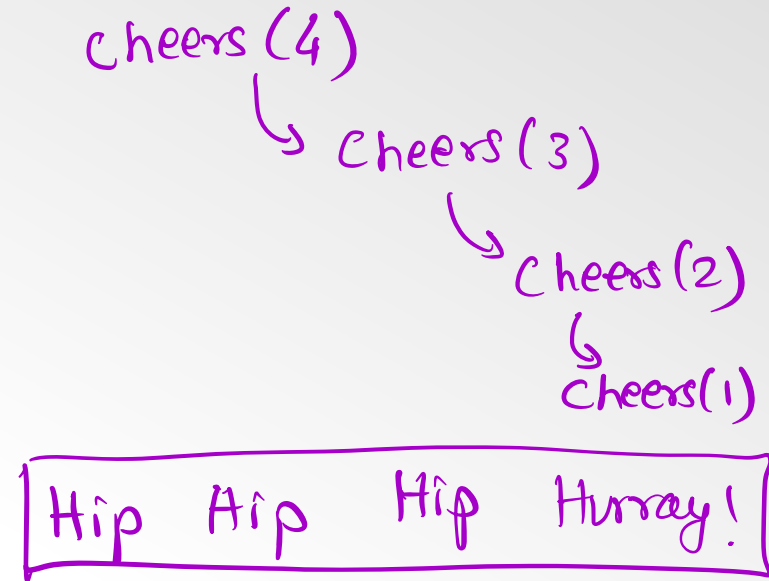 Cheers (4)
Cheers (3)
Cheers (2)
Cheers(1)
Hip Hip Hip Hurray!